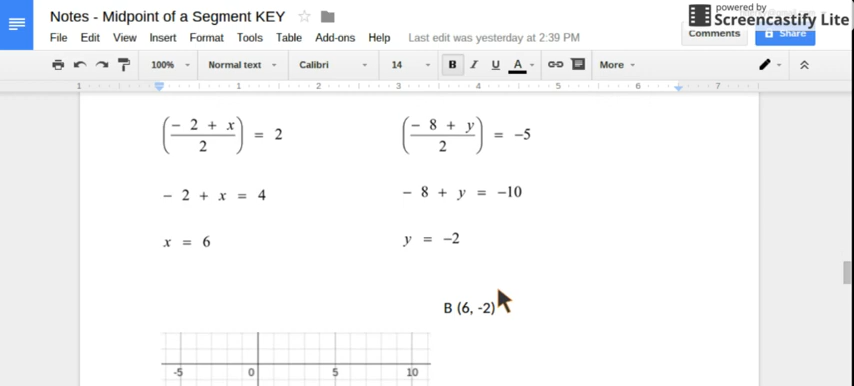 Notes - Midpoint of a Segment KEY
powered by
Screencastify Lite
File Edit View Insert Format Tools Table Add-ons Help Last edit was yesterday at 2:39 PM
Comments Share
100% Normal text Calibri 14 B I U A More
1 1 2 3 4 5 6 7
(− 2 + x / 2) = 2
(− 8 + y / 2) = −5
− 2 + x = 4
− 8 + y = −10
x = 6
y = −2
B (6, -2)
-5 0 5 10